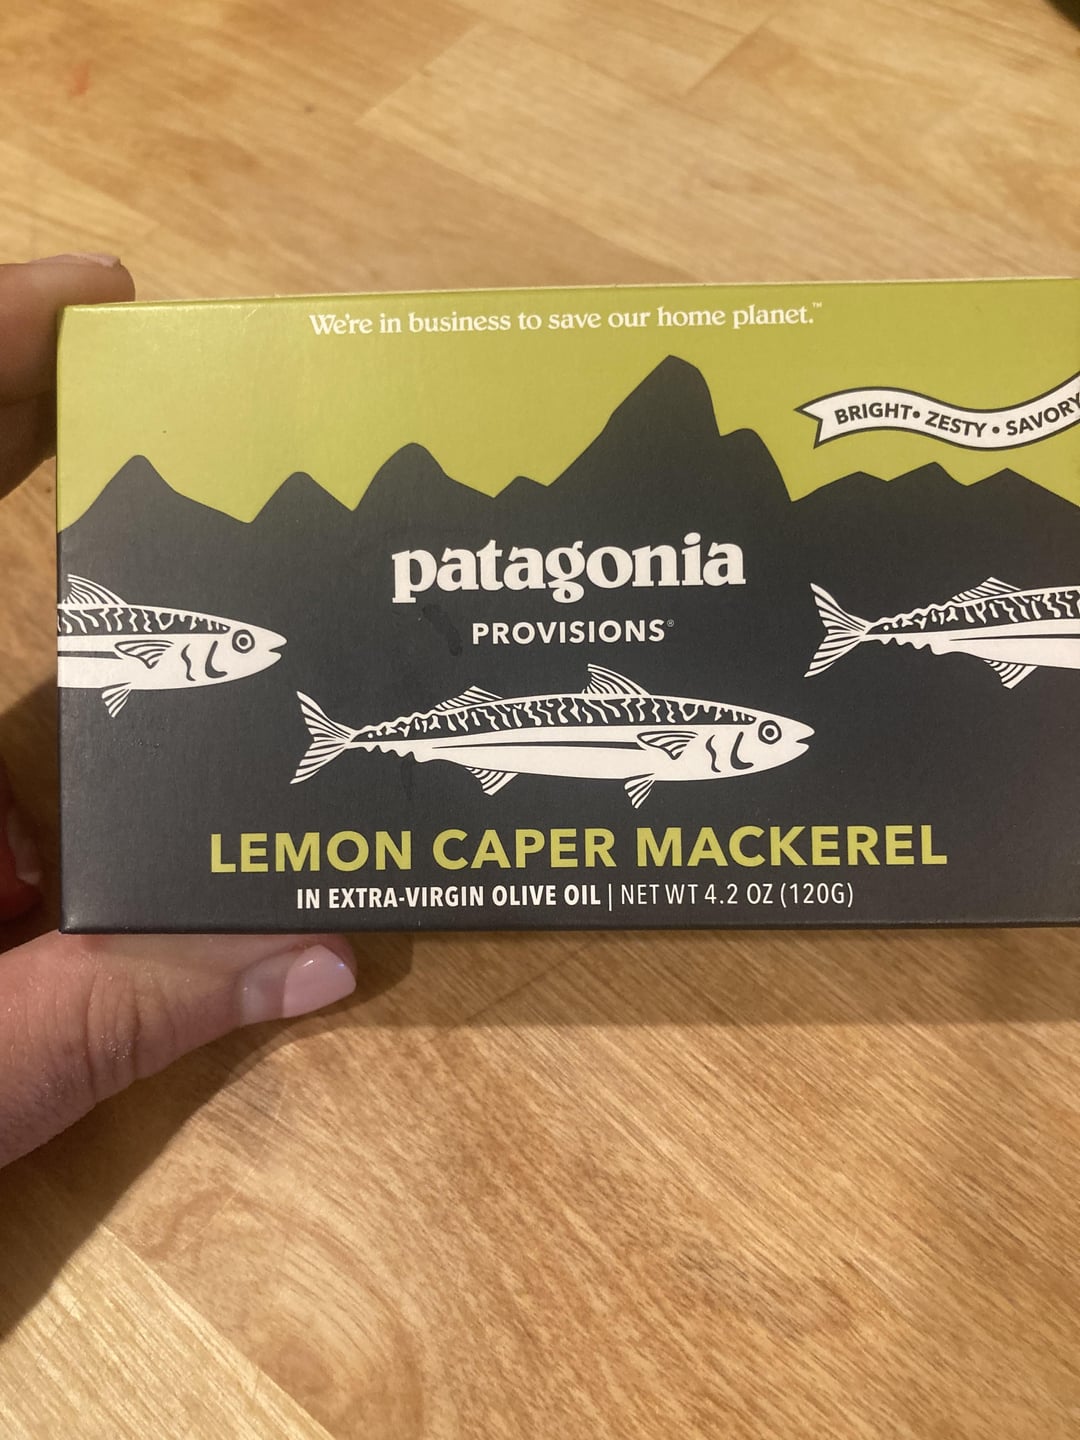 We're in business to save our home planet.™
BRIGHT • ZESTY • SAVORY
patagonia
PROVISIONS®
LEMON CAPER MACKEREL
IN EXTRA-VIRGIN OLIVE OIL | NET WT 4.2 OZ (120G)